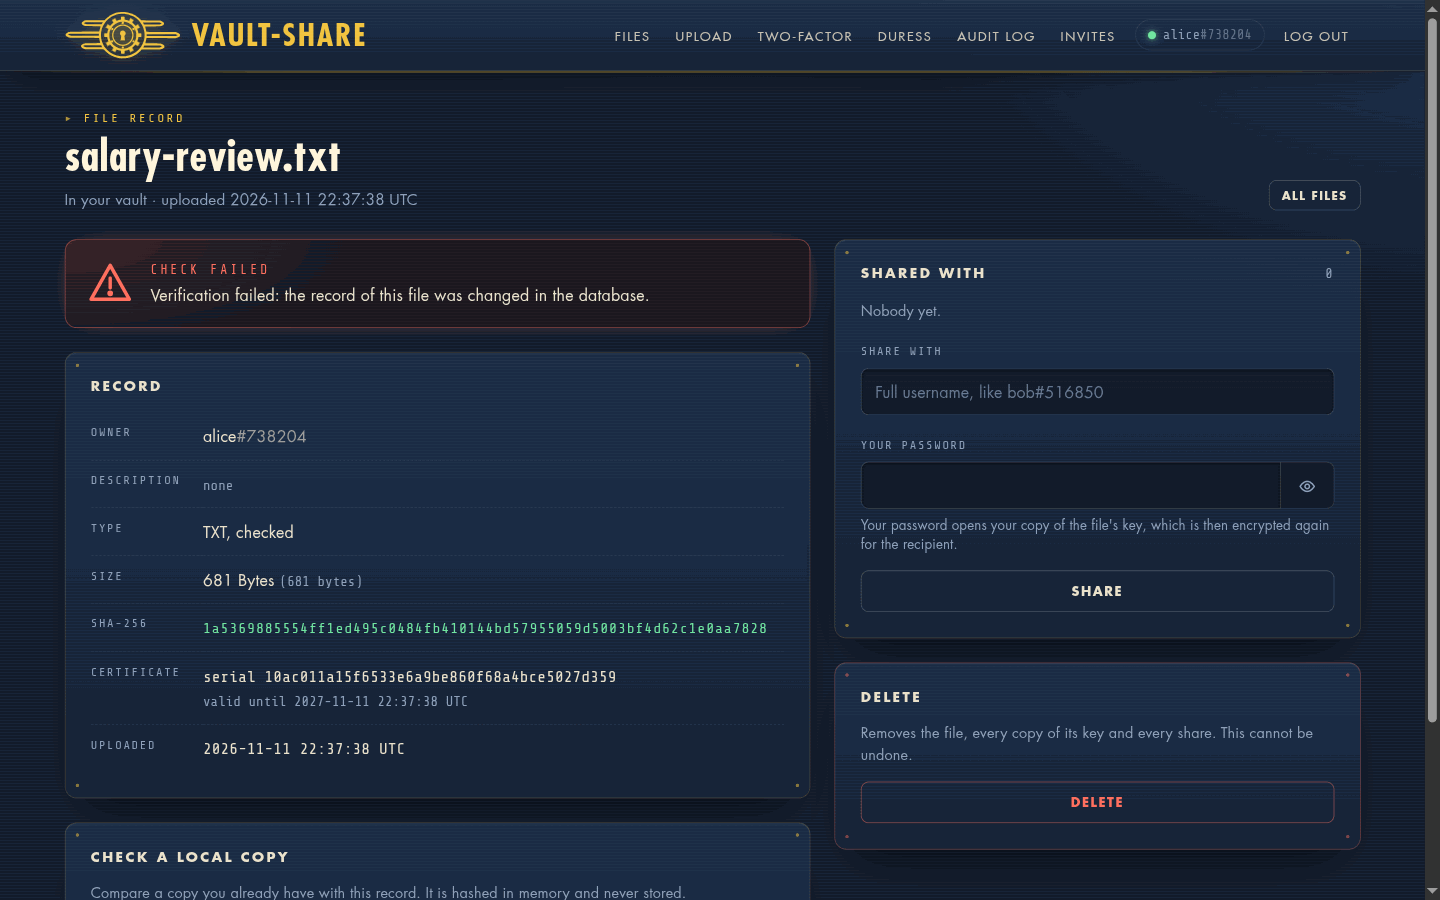 VAULT-SHARE
FILES UPLOAD TWO-FACTOR DURESS AUDIT LOG INVITES alice#738204 LOG OUT
FILE RECORD
salary-review.txt
In your vault · uploaded 2026-11-11 22:37:38 UTC
ALL FILES
CHECK FAILED
Verification failed: the record of this file was changed in the database.
RECORD
OWNER alice#738204
DESCRIPTION none
TYPE TXT, checked
SIZE 681 Bytes (681 bytes)
SHA-256 1a5369885554ff1ed495c0484fb410144bd57955059d5003bf4d62c1e0aa7828
CERTIFICATE serial 10ac011a15f6533e6a9be860f68a4bce5027d359
valid until 2027-11-11 22:37:38 UTC
UPLOADED 2026-11-11 22:37:38 UTC
CHECK A LOCAL COPY
Compare a copy you already have with this record. It is hashed in memory and never stored.
SHARED WITH 0
Nobody yet.
SHARE WITH
Full username, like bob#516850
YOUR PASSWORD
Your password opens your copy of the file's key, which is then encrypted again
for the recipient.
SHARE
DELETE
Removes the file, every copy of its key and every share. This cannot be
undone.
DELETE